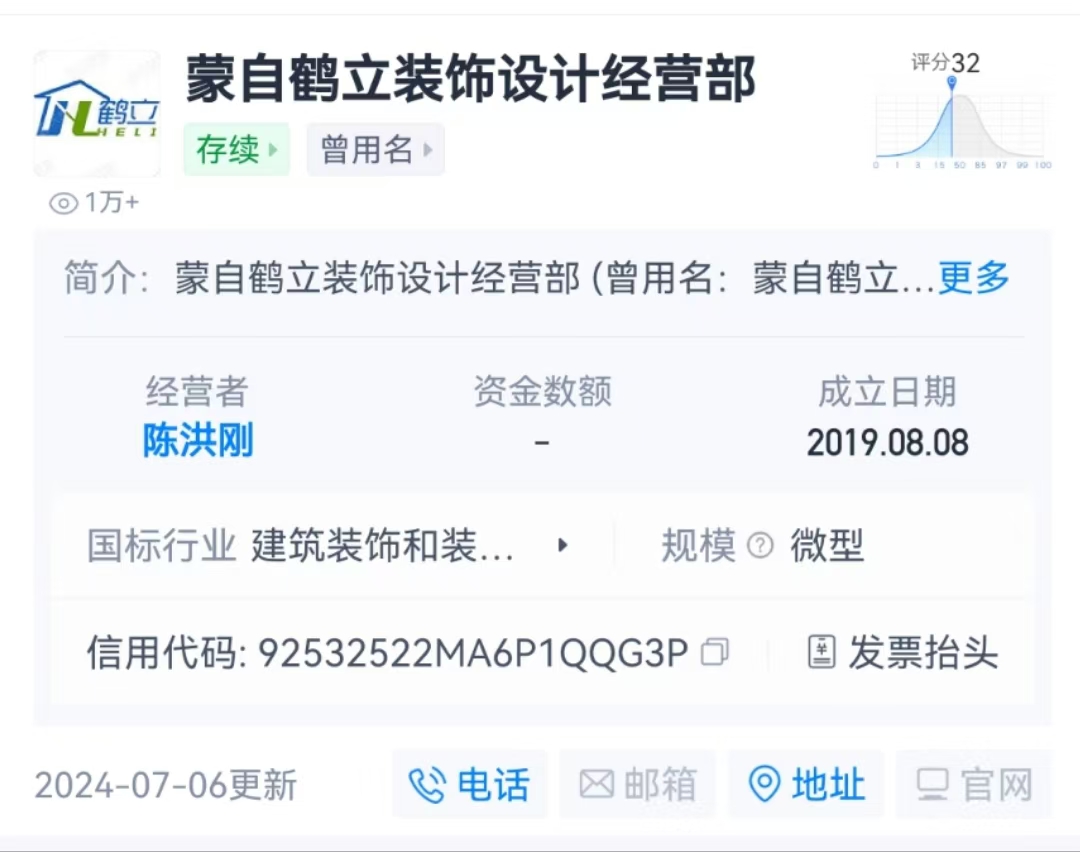 鹤立
HELI
蒙自鹤立装饰设计经营部
评分32
存续
曾用名
0 1 3 15 50 85 97 99 100
1万+
简介： 蒙自鹤立装饰设计经营部 (曾用名： 蒙自鹤立...更多
经营者 资金数额 成立日期
陈洪刚 - 2019.08.08
国标行业 建筑装饰和装... 规模 ? 微型
信用代码: 92532522MA6P1QQG3P 发票抬头
2024-07-06更新 电话 邮箱 地址 官网